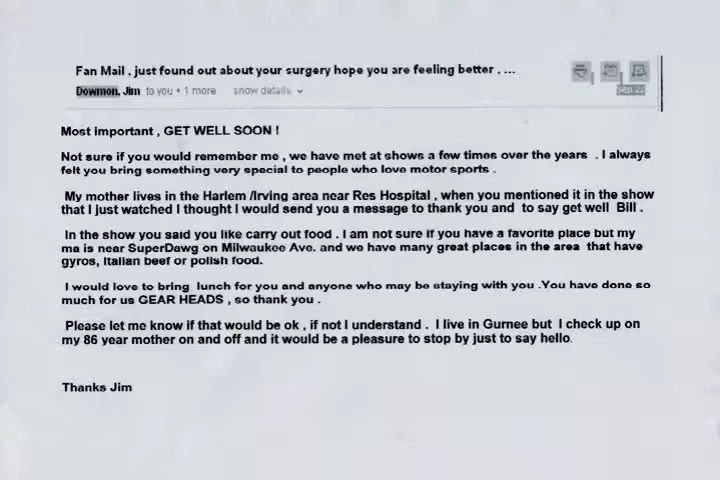 Fan Mail , just found out about your surgery hope you are feeling better . ...
Dowmon, Jim to you + 1 more show details
Sep 22
Most important , GET WELL SOON !
Not sure if you would remember me , we have met at shows a few times over the years . I always
felt you bring something very special to people who love motor sports .
My mother lives in the Harlem /Irving area near Res Hospital , when you mentioned it in the show
that I just watched I thought I would send you a message to thank you and to say get well Bill .
In the show you said you like carry out food . I am not sure if you have a favorite place but my
ma is near SuperDawg on Milwaukee Ave. and we have many great places in the area that have
gyros, Italian beef or polish food.
I would love to bring lunch for you and anyone who may be staying with you .You have done so
much for us GEAR HEADS , so thank you .
Please let me know if that would be ok , if not I understand . I live in Gurnee but I check up on
my 86 year mother on and off and it would be a pleasure to stop by just to say hello.
Thanks Jim